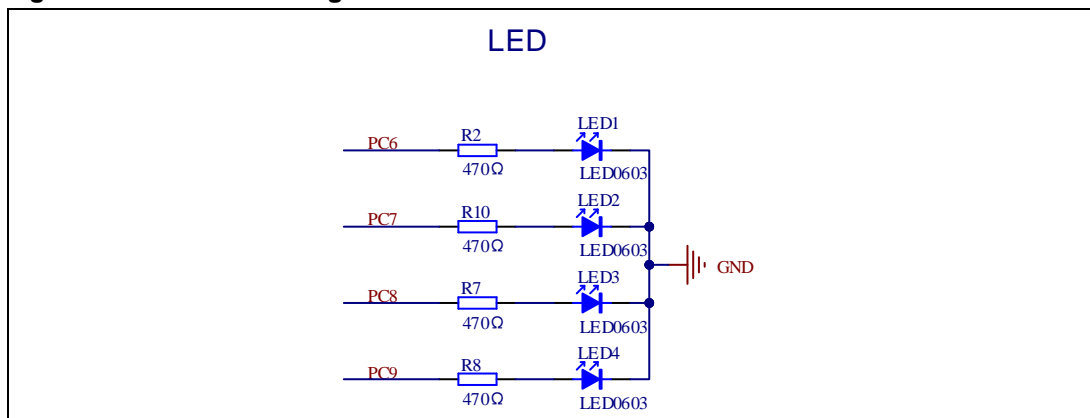 LED
LED1
PC6
R2
470Ω
LED0603
LED2
PC7
R10
470Ω
LED0603
GND
LED3
PC8
R7
470Ω
LED0603
LED4
PC9
R8
470Ω
LED0603